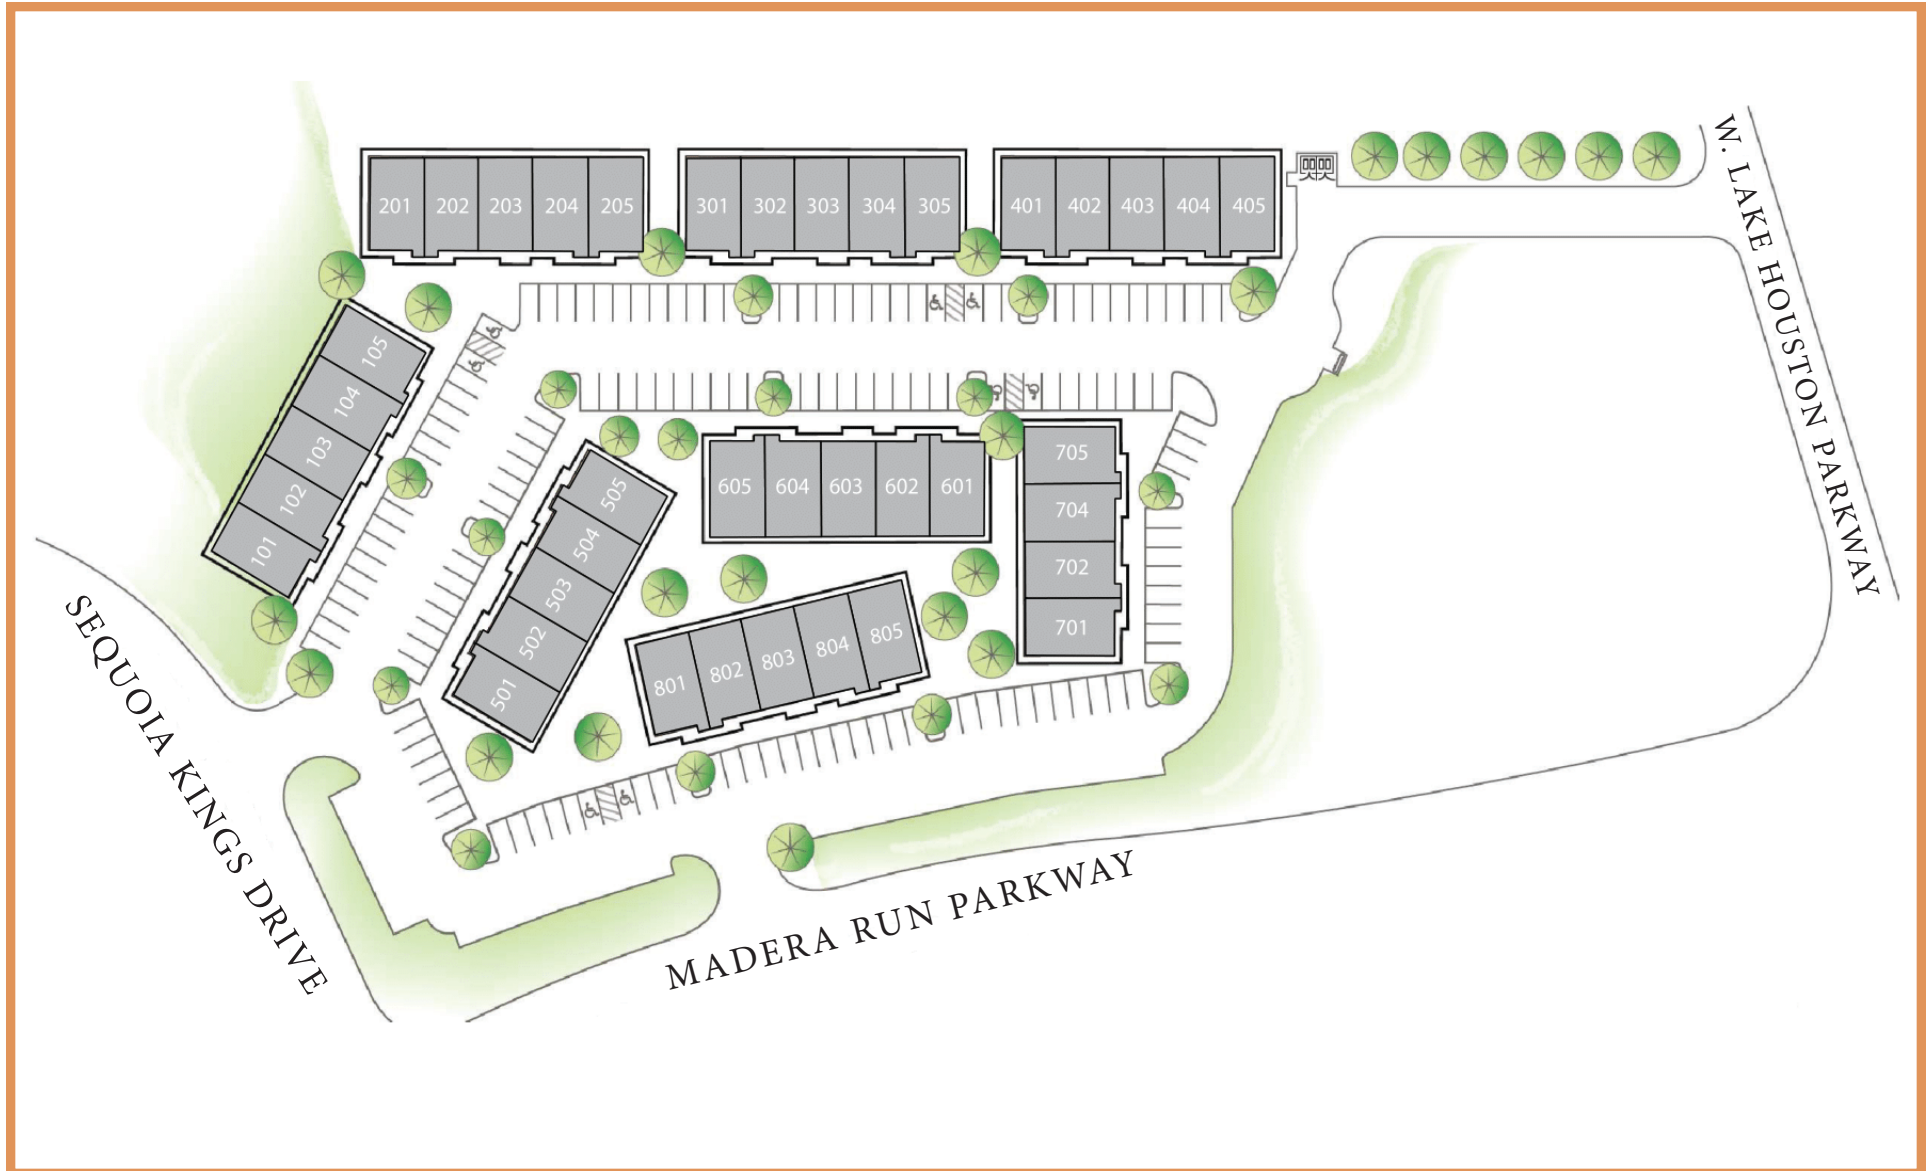 201 202 203 204 205
301 302 303 304 305
401 402 403 404 405
W. LAKE HOUSTON PARKWAY
105
104
103
102
101
505
504
503
502
501
605 604 603 602 601
705
704
702
701
801 802 803 804 805
SEQUOIA KINGS DRIVE
MADERA RUN PARKWAY